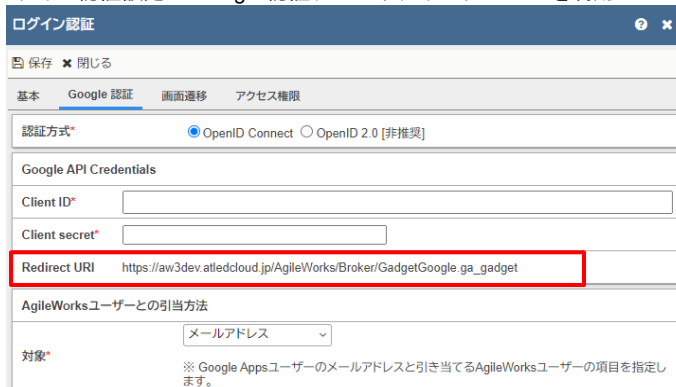 ログイン認証
保存 閉じる
基本 Google 認証 画面遷移 アクセス権限
認証方式* OpenID Connect OpenID 2.0 [非推奨]
Google API Credentials
Client ID*
Client secret*
Redirect URI https://aw3dev.atledcloud.jp/AgileWorks/Broker/GadgetGoogle.ga_gadget
AgileWorksユーザーとの引当方法
メールアドレス
対象*
※ Google Appsユーザーのメールアドレスと引き当てるAgileWorksユーザーの項目を指定し
ます。